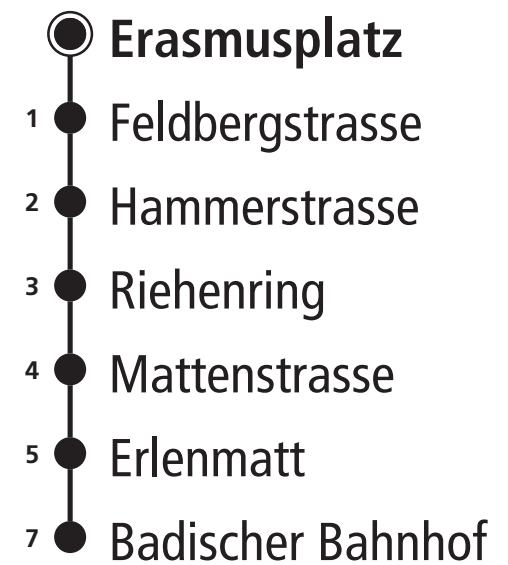 Erasmusplatz
1 Feldbergstrasse
2 Hammerstrasse
3 Riehenring
4 Mattenstrasse
5 Erlenmatt
7 Badischer Bahnhof